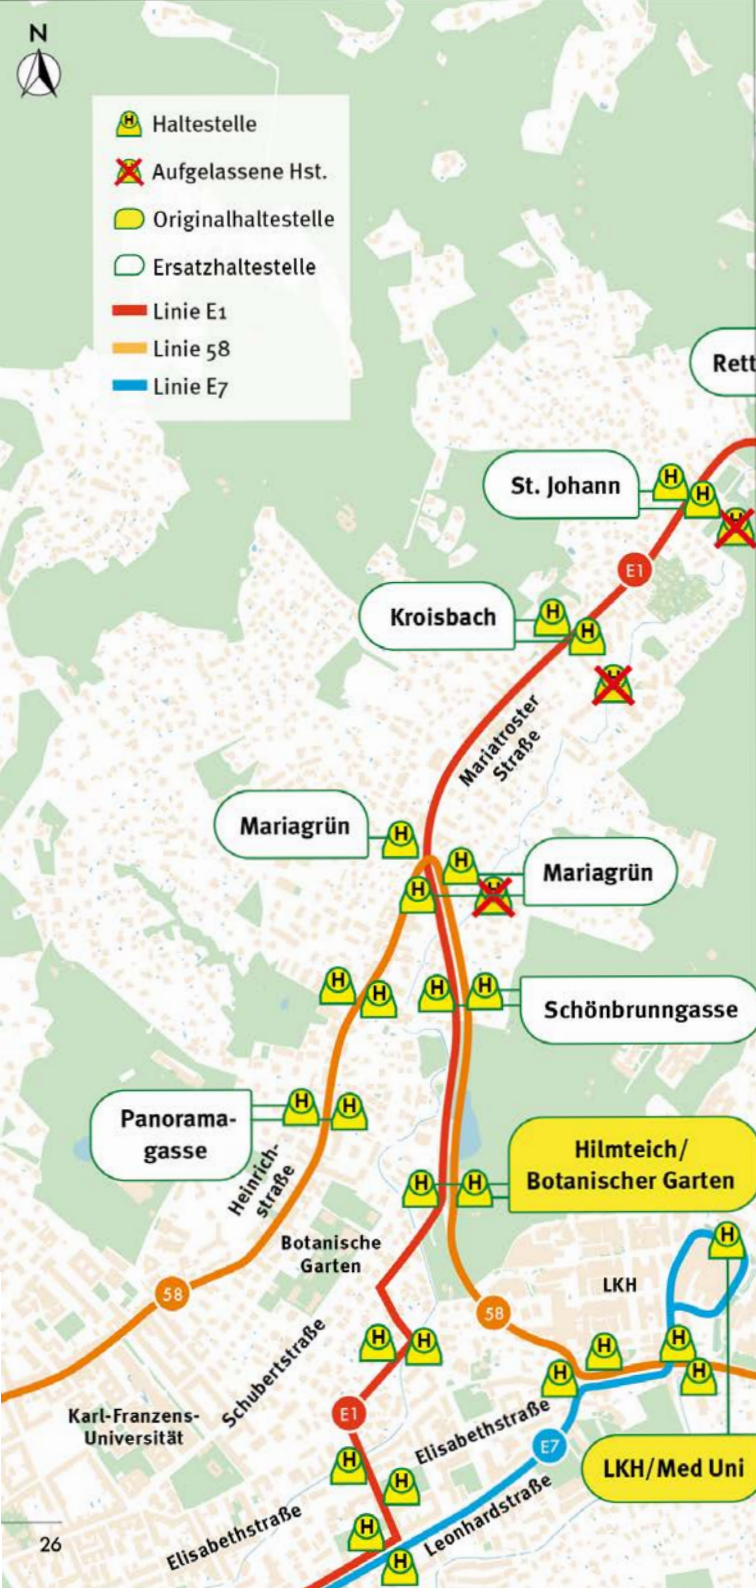 N
H Haltestelle
Aufgelassene Hst.
Originalhaltestelle
Ersatzhaltestelle
Linie E1
Linie 58
Linie E7
Rett
St. Johann
H
H
E1
Kroisbach
H
H
Mariatroster
Straße
Mariagrün
H
H
Mariagrün
H
H
H
H
H
Schönbrunngasse
Panorama-
gasse
H
H
Heinrich-
straße
Hilmteich/
Botanischer Garten
H
H
Botanische
Garten
H
LKH
58
58
Schubertstraße
H
H
H
H
H
H
Karl-Franzens-
Universität
E1
Elisabethstraße
E7
LKH/Med Uni
H
H
Leonhardstraße
Elisabethstraße
H
H
26